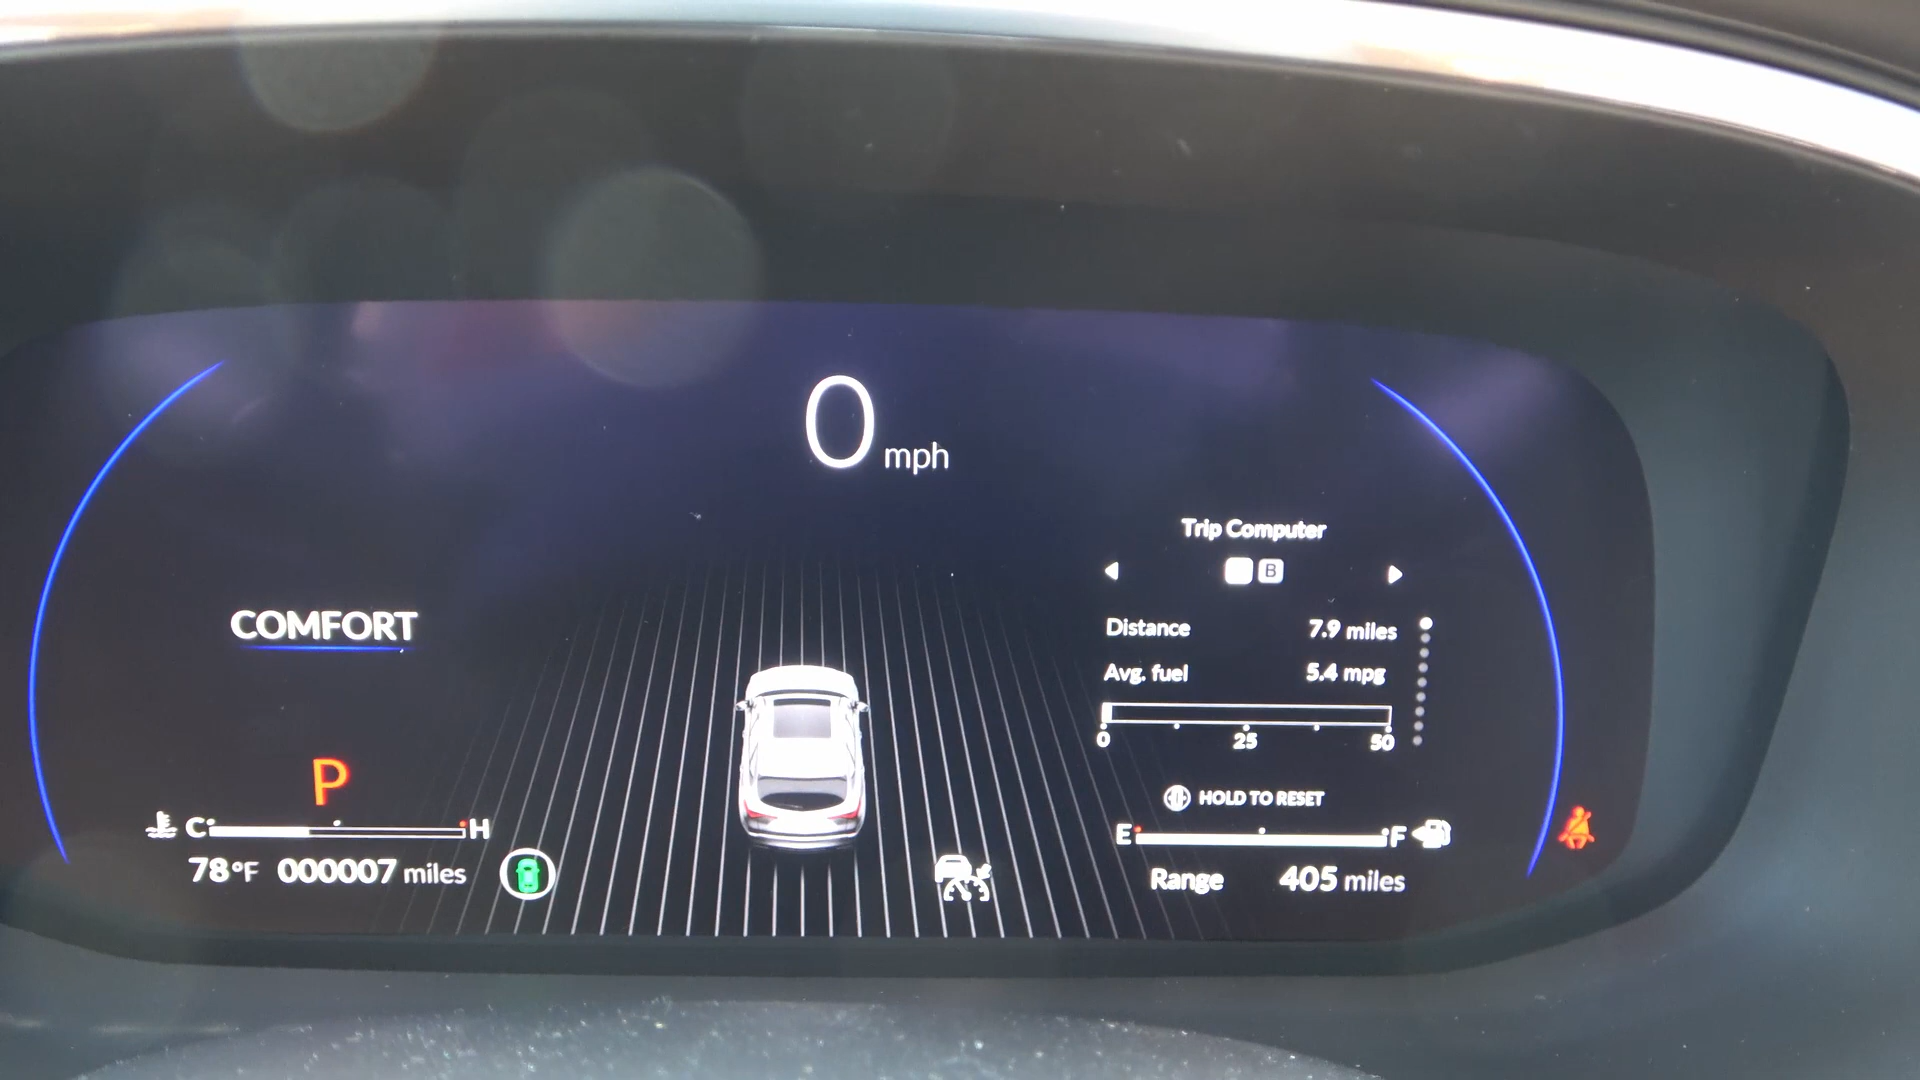 0 mph
Trip Computer
B
COMFORT
Distance 7.9 miles
Avg. fuel 5.4 mpg
0 25 50
P
HOLD TO RESET
C H
E F
78°F 000007 miles
Range 405 miles